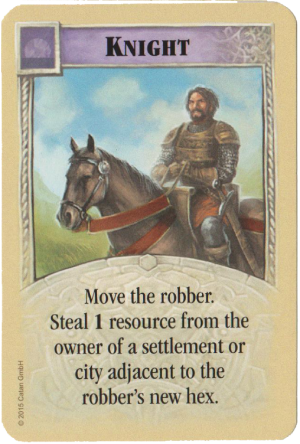 KNIGHT
Move the robber.
Steal 1 resource from the
owner of a settlement or
city adjacent to the
robber's new hex.
© 2015 Catan GmbH